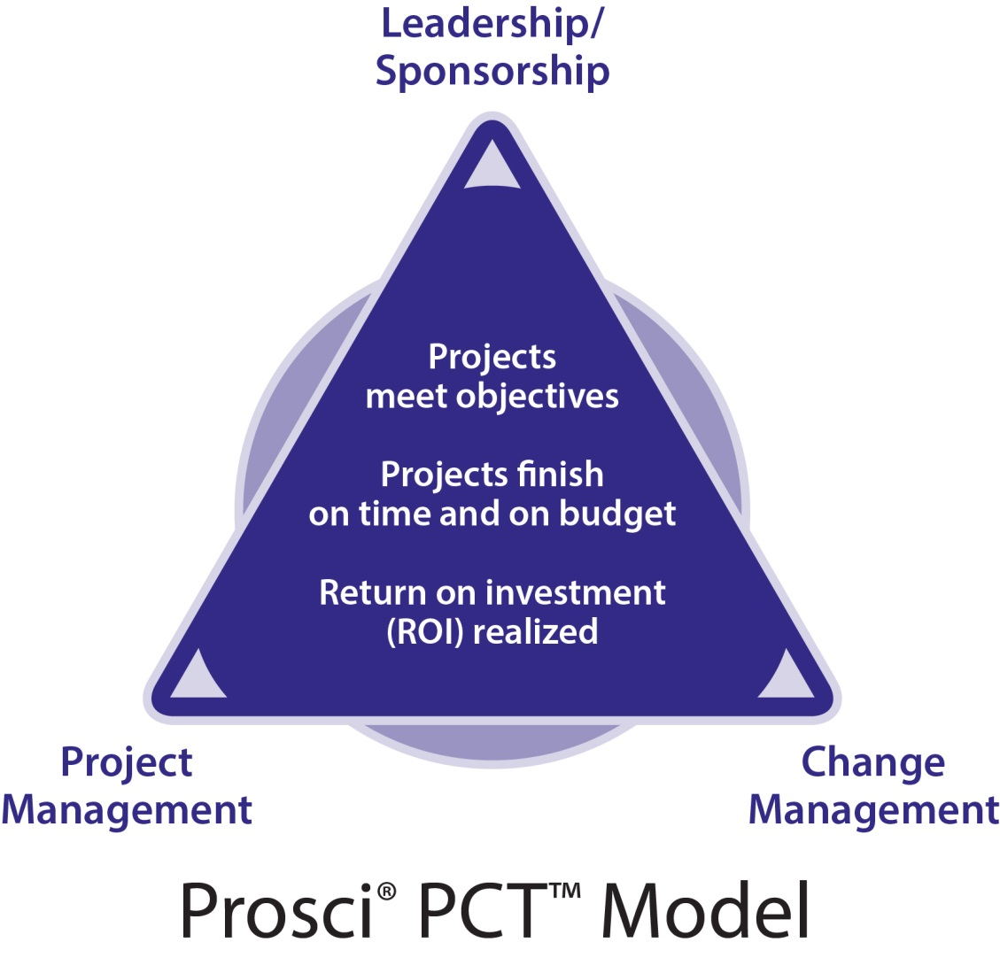 Leadership/
Sponsorship
Projects
meet objectives
Projects finish
on time and on budget
Return on investment
(ROI) realized
Project
Management
Change
Management
Prosci® PCT™ Model